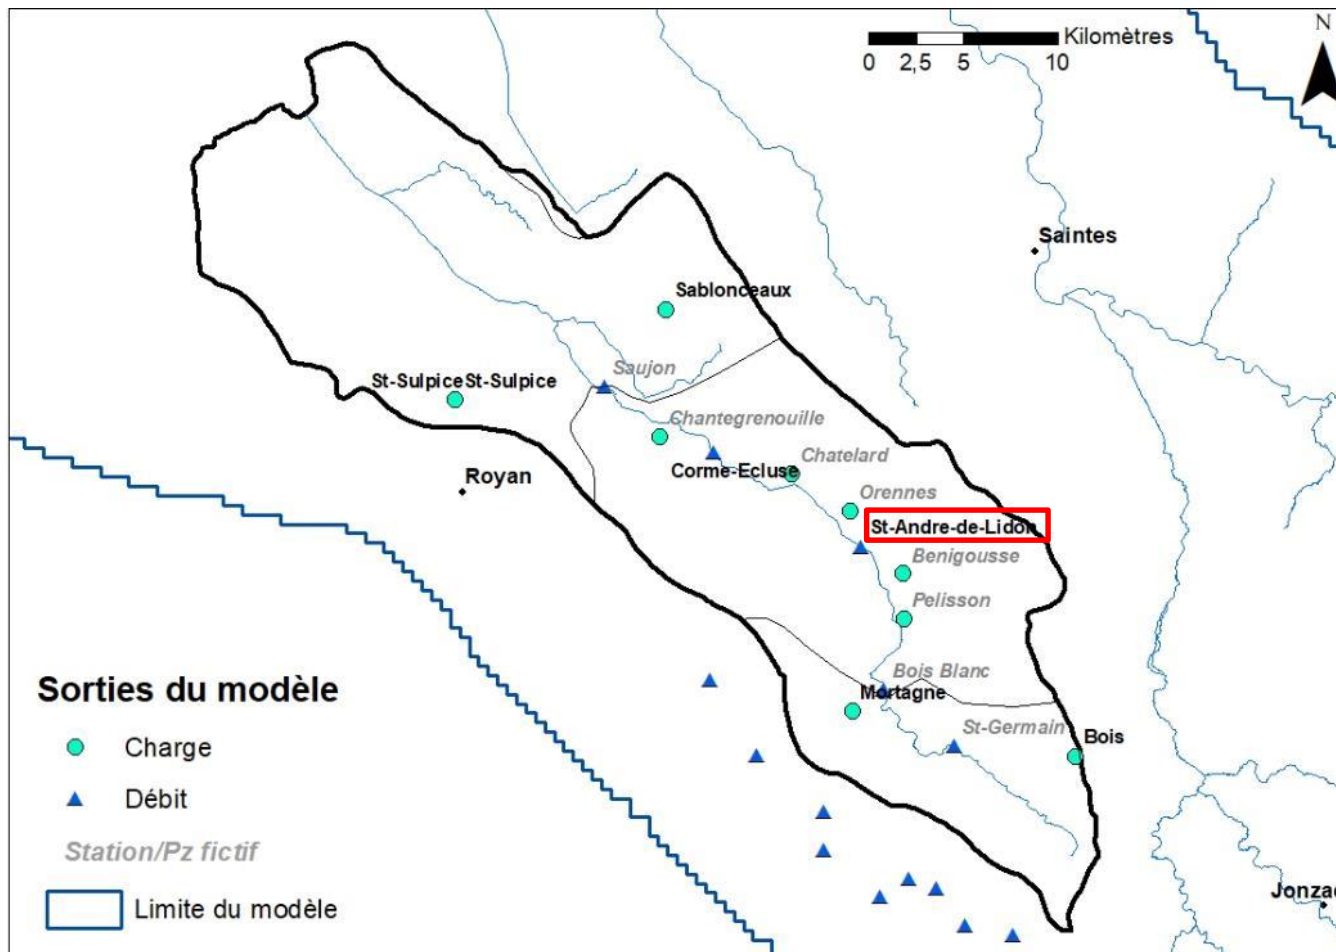 N
Kilomètres
0 2,5 5 10
Saintes
Sablonceaux
Saujon
St-SulpiceSt-Sulpice
Chantegrenouille
Chatelard
Corme-Ecluse
Royan
Orennes
St-Andre-de-Lidon
Benigousse
Pelisson
Bois Blanc
Mortagne
St-Germain
Bois
Sorties du modèle
Charge
Débit
Station/Pz fictif
Limite du modèle
Jonzac